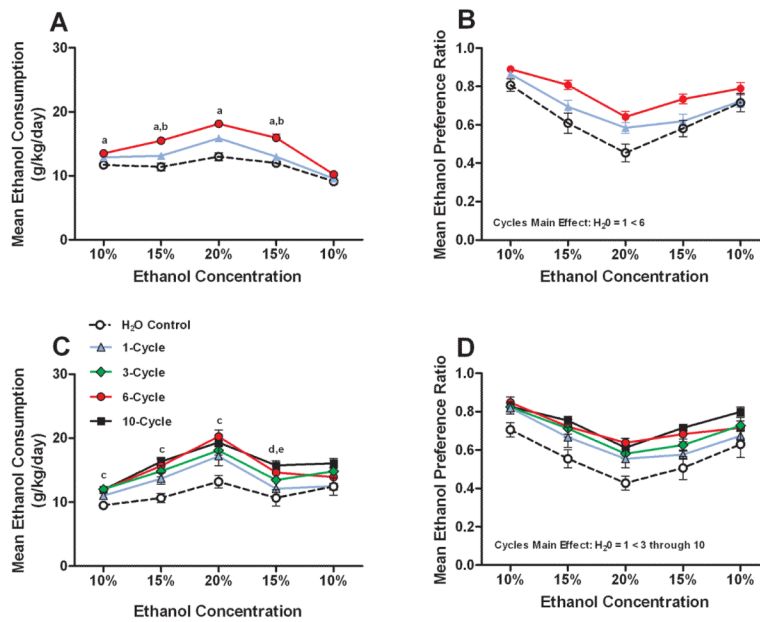 A
Mean Ethanol Consumption
(g/kg/day)
30
20
10
0
a
a,b
a
a,b
10%
15%
20%
15%
10%
Ethanol Concentration
B
Mean Ethanol Preference Ratio
1.0
0.8
0.6
0.4
0.2
0.0
Cycles Main Effect: H₂0 = 1 < 6
10%
15%
20%
15%
10%
Ethanol Concentration
C
H₂O Control
1-Cycle
3-Cycle
6-Cycle
10-Cycle
Mean Ethanol Consumption
(g/kg/day)
30
20
10
0
c
c
c
d,e
10%
15%
20%
15%
10%
Ethanol Concentration
D
Mean Ethanol Preference Ratio
1.0
0.8
0.6
0.4
0.2
0.0
Cycles Main Effect: H₂0 = 1 < 3 through 10
10%
15%
20%
15%
10%
Ethanol Concentration